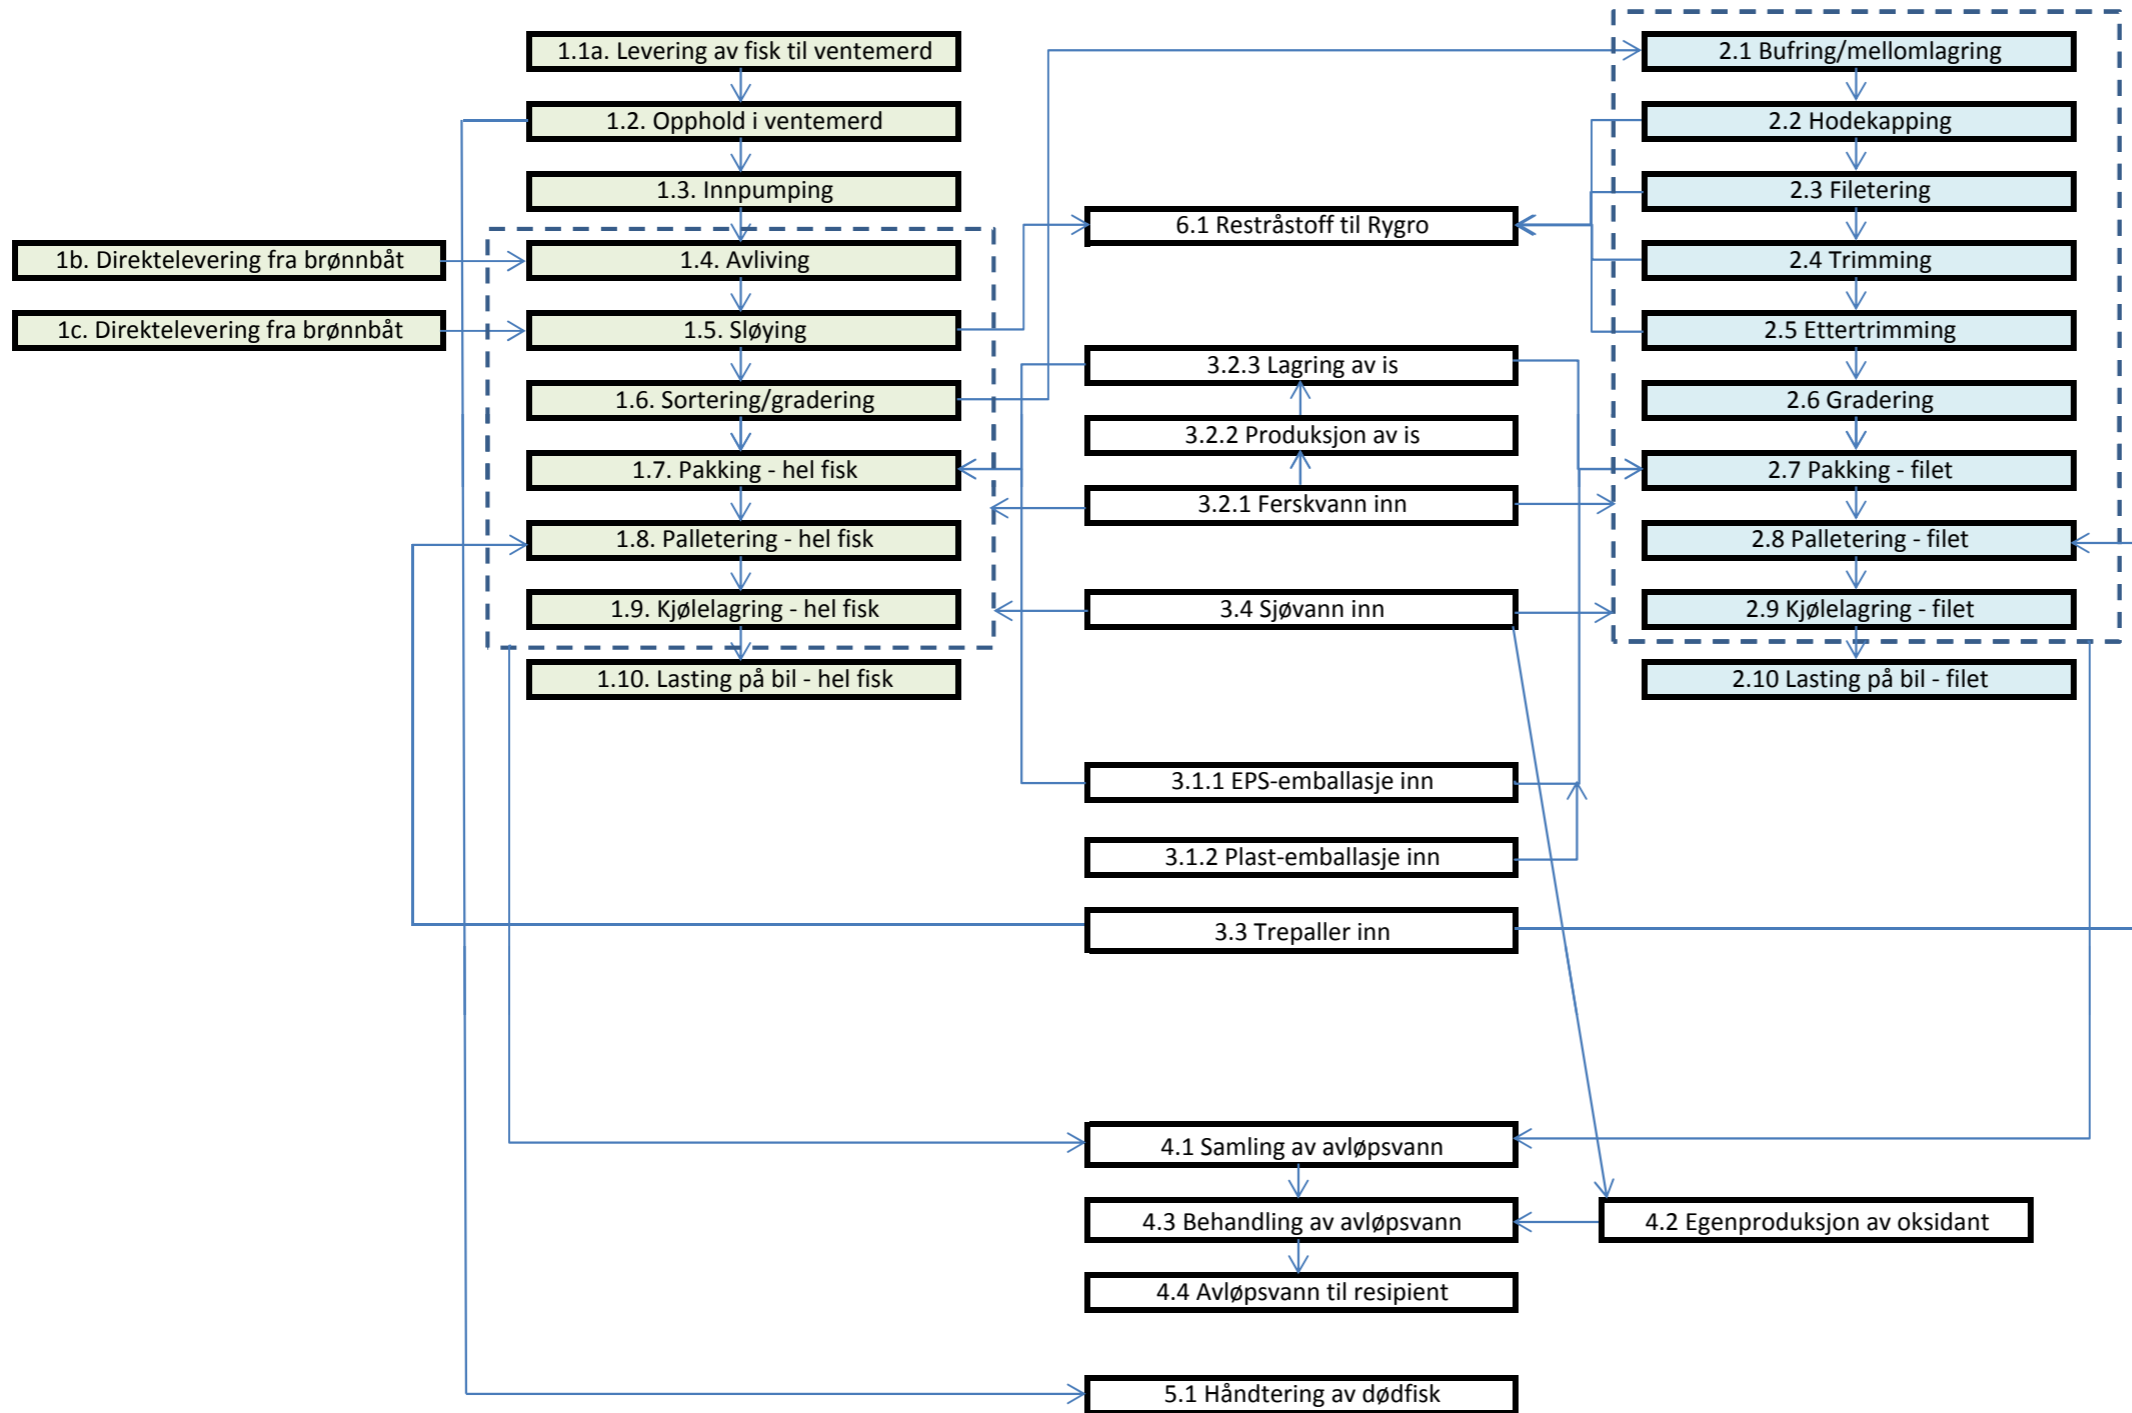 1.1a. Levering av fisk til ventemerd
1.2. Opphold i ventemerd
1.3. Innpumping
1b. Direktelevering fra brønnbåt
1.4. Avliving
1c. Direktelevering fra brønnbåt
1.5. Sløying
1.6. Sortering/gradering
1.7. Pakking - hel fisk
1.8. Palletering - hel fisk
1.9. Kjølelagring - hel fisk
1.10. Lasting på bil - hel fisk
6.1 Restråstoff til Rygro
3.2.3 Lagring av is
3.2.2 Produksjon av is
3.2.1 Ferskvann inn
3.4 Sjøvann inn
3.1.1 EPS-emballasje inn
3.1.2 Plast-emballasje inn
3.3 Trepaller inn
2.1 Bufring/mellomlagring
2.2 Hodekapping
2.3 Filetering
2.4 Trimming
2.5 Ettertrimming
2.6 Gradering
2.7 Pakking - filet
2.8 Palletering - filet
2.9 Kjølelagring - filet
2.10 Lasting på bil - filet
4.1 Samling av avløpsvann
4.3 Behandling av avløpsvann
4.2 Egenproduksjon av oksidant
4.4 Avløpsvann til resipient
5.1 Håndtering av dødfisk